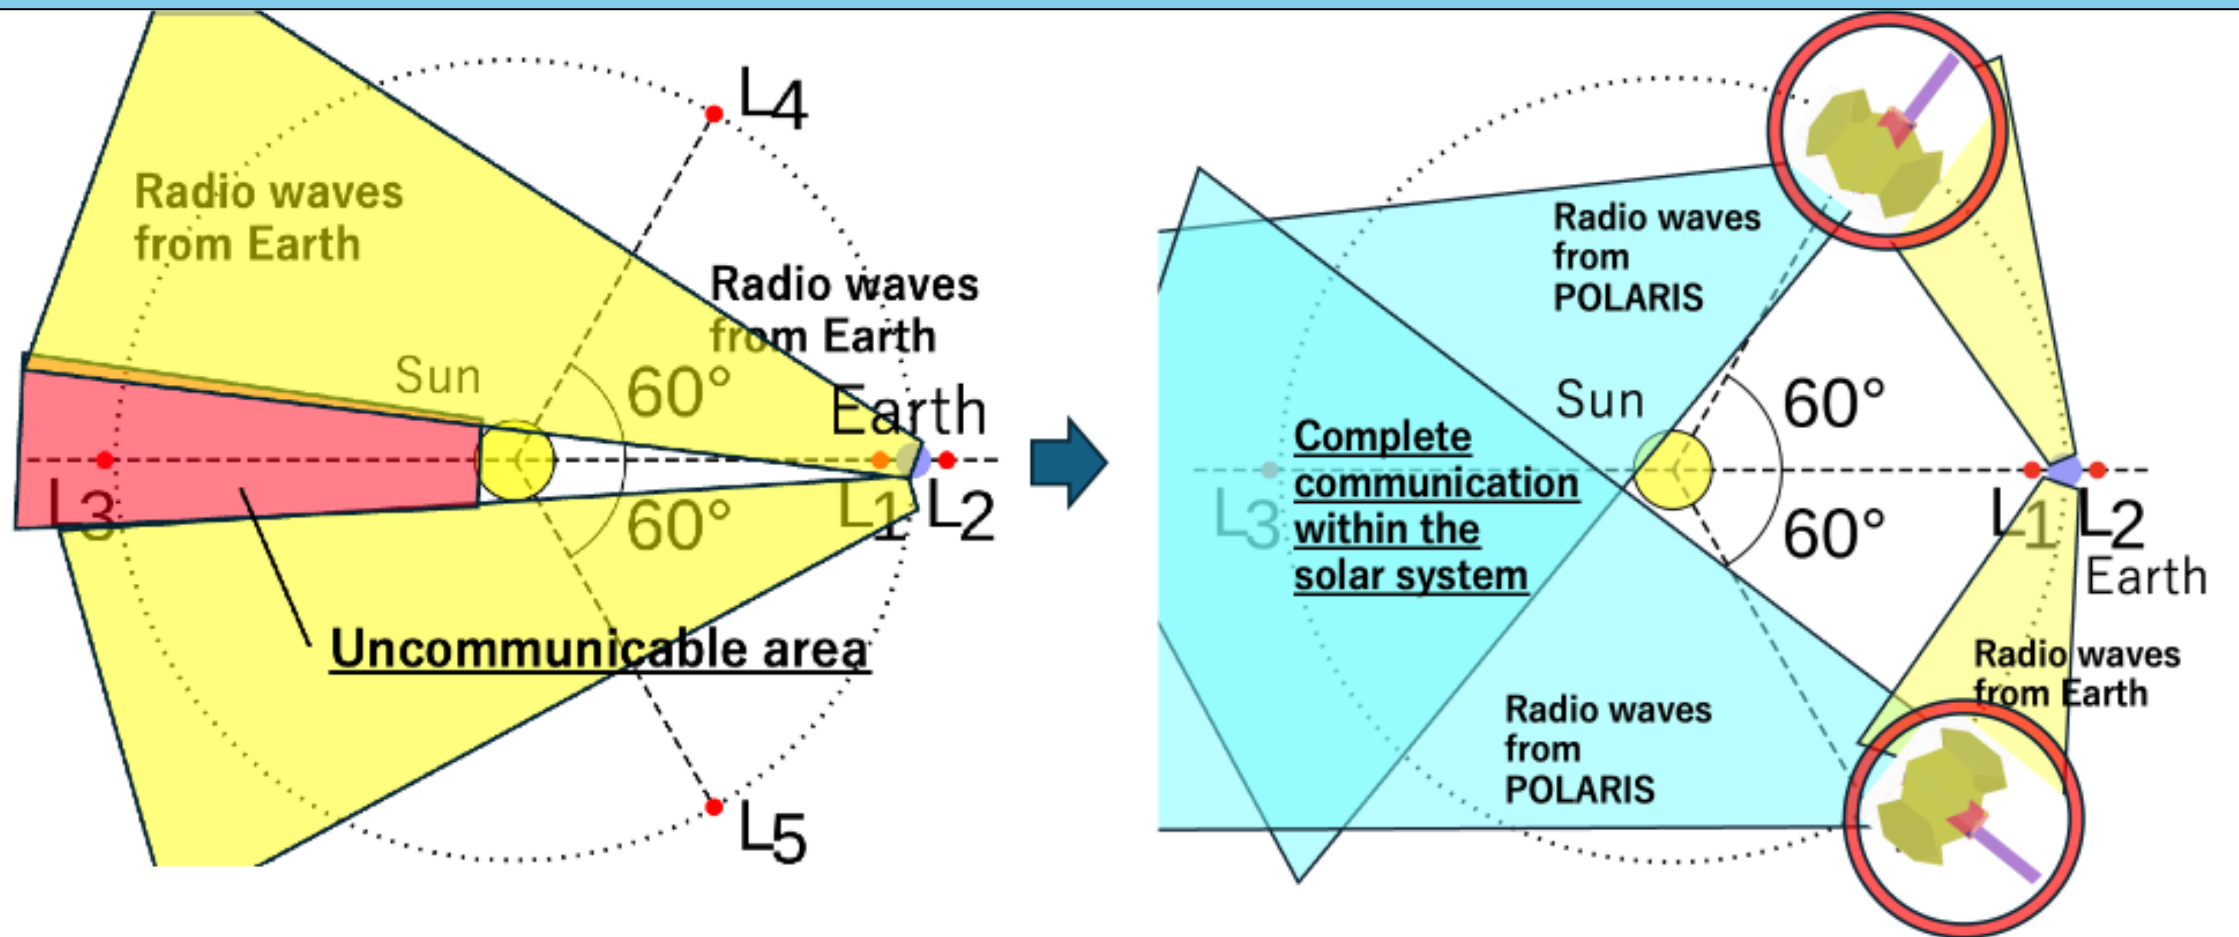 L4
Radio waves
from Earth
Radio waves
from Earth
Sun
60°
Earth
L3
60°
L1
L2
Uncommunicable area
L5
Radio waves
from
POLARIS
Sun
60°
Complete
communication
within the
solar system
L3
60°
L1
L2
Earth
Radio waves
from Earth
Radio waves
from
POLARIS